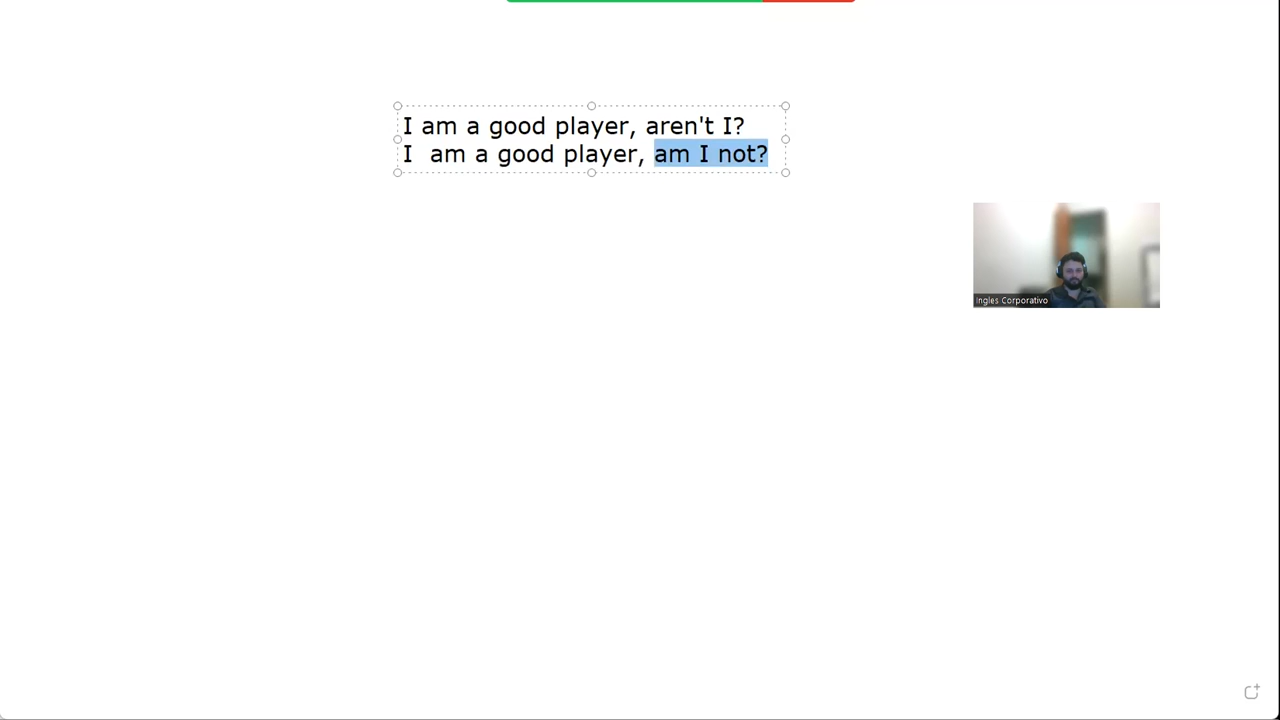 I am a good player, aren't I?
I  am a good player, am I not?
Ingles Corporativo